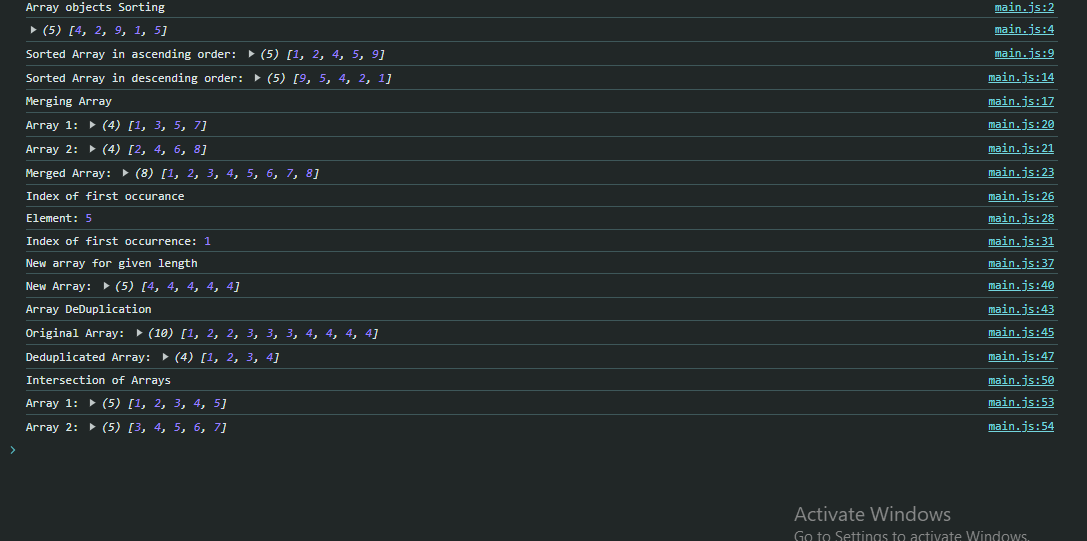 Array objects Sorting main.js:2
(5) [4, 2, 9, 1, 5] main.js:4
Sorted Array in ascending order: (5) [1, 2, 4, 5, 9] main.js:9
Sorted Array in descending order: (5) [9, 5, 4, 2, 1] main.js:14
Merging Array main.js:17
Array 1: (4) [1, 3, 5, 7] main.js:20
Array 2: (4) [2, 4, 6, 8] main.js:21
Merged Array: (8) [1, 2, 3, 4, 5, 6, 7, 8] main.js:23
Index of first occurance main.js:26
Element: 5 main.js:28
Index of first occurrence: 1 main.js:31
New array for given length main.js:37
New Array: (5) [4, 4, 4, 4, 4] main.js:40
Array DeDuplication main.js:43
Original Array: (10) [1, 2, 2, 3, 3, 3, 4, 4, 4, 4] main.js:45
Deduplicated Array: (4) [1, 2, 3, 4] main.js:47
Intersection of Arrays main.js:50
Array 1: (5) [1, 2, 3, 4, 5] main.js:53
Array 2: (5) [3, 4, 5, 6, 7] main.js:54
Activate Windows
Go to Settings to activate Windows.